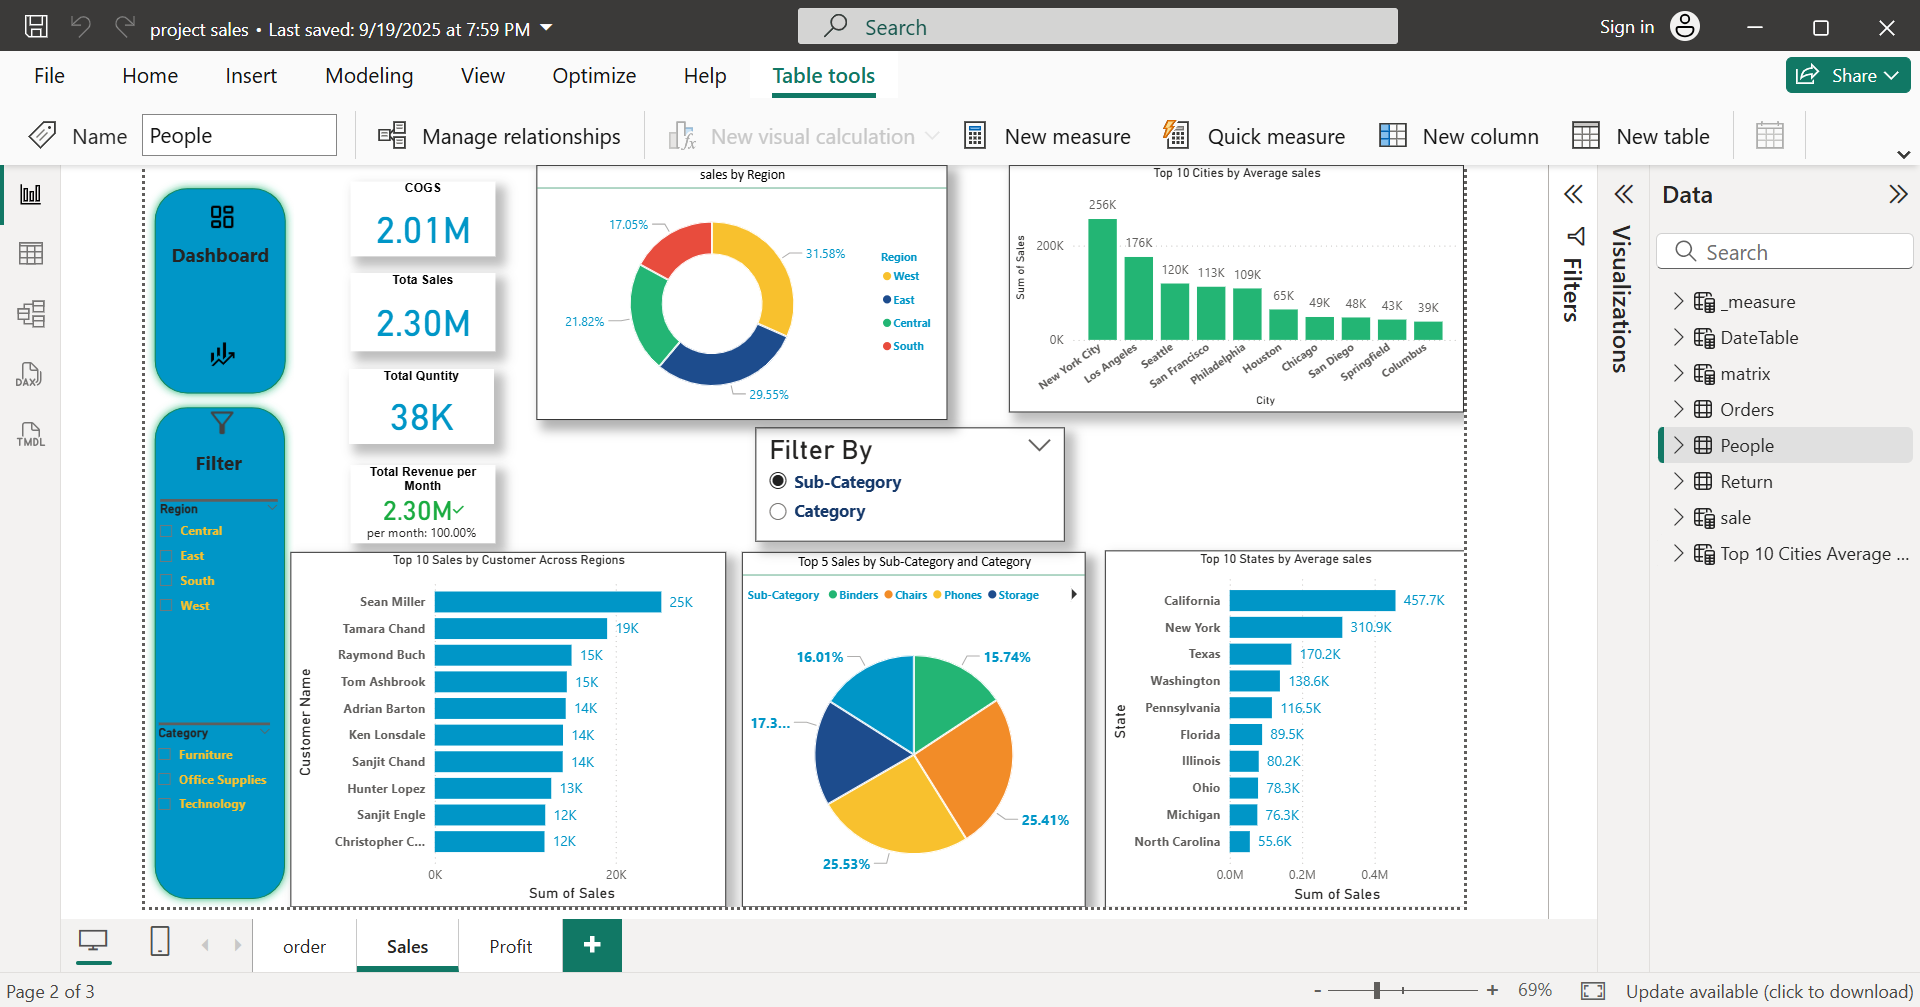 project sales • Last saved: 9/19/2025 at 7:59 PM
Search
Sign in
File
Home
Insert
Modeling
View
Optimize
Help
Table tools
Share
Name
People
Manage relationships
New visual calculation
New measure
Quick measure
New column
New table
DAX
TMDL
Dashboard
Filter
Region
Central
East
South
West
Category
Furniture
Office Supplies
Technology
COGS
2.01M
Tota Sales
2.30M
Total Quntity
38K
Total Revenue per
Month
2.30M
per month: 100.00%
sales by Region
17.05%
31.58%
21.82%
29.55%
Region
West
East
Central
South
Top 10 Cities by Average sales
Sum of Sales
200K
0K
256K
176K
120K
113K
109K
65K
49K
48K
43K
39K
New York City
Los Angeles
Seattle
San Francisco
Philadelphia
Houston
Chicago
San Diego
Springfield
Columbus
City
Filter By
Sub-Category
Category
Top 10 Sales by Customer Across Regions
Customer Name
Sean Miller 25K
Tamara Chand 19K
Raymond Buch 15K
Tom Ashbrook 15K
Adrian Barton 14K
Ken Lonsdale 14K
Sanjit Chand 14K
Hunter Lopez 13K
Sanjit Engle 12K
Christopher C... 12K
0K 20K
Sum of Sales
Top 5 Sales by Sub-Category and Category
Sub-Category Binders Chairs Phones Storage
16.01%
15.74%
17.3...
25.41%
25.53%
Top 10 States by Average sales
State
California 457.7K
New York 310.9K
Texas 170.2K
Washington 138.6K
Pennsylvania 116.5K
Florida 89.5K
Illinois 80.2K
Ohio 78.3K
Michigan 76.3K
North Carolina 55.6K
0.0M 0.2M 0.4M
Sum of Sales
Filters
Visualizations
Data
Search
_measure
DateTable
matrix
Orders
People
Return
sale
Top 10 Cities Average ...
order
Sales
Profit
Page 2 of 3
69%
Update available (click to download)